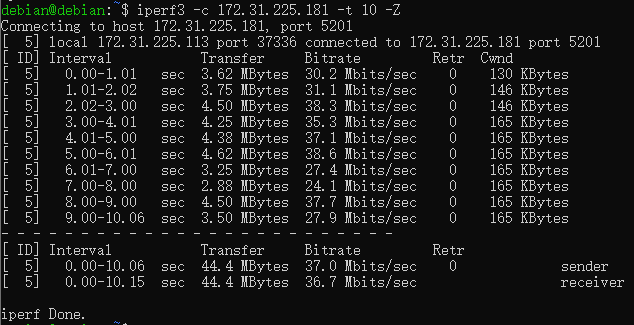 debian@debian:~$ iperf3 -c 172.31.225.181 -t 10 -Z
Connecting to host 172.31.225.181, port 5201
[  5] local 172.31.225.113 port 37336 connected to 172.31.225.181 port 5201
[ ID] Interval           Transfer     Bitrate         Retr  Cwnd
[  5]   0.00-1.01   sec  3.62 MBytes  30.2 Mbits/sec    0    130 KBytes
[  5]   1.01-2.02   sec  3.75 MBytes  31.1 Mbits/sec    0    146 KBytes
[  5]   2.02-3.00   sec  4.50 MBytes  38.3 Mbits/sec    0    146 KBytes
[  5]   3.00-4.01   sec  4.25 MBytes  35.3 Mbits/sec    0    165 KBytes
[  5]   4.01-5.00   sec  4.38 MBytes  37.1 Mbits/sec    0    165 KBytes
[  5]   5.00-6.01   sec  4.62 MBytes  38.6 Mbits/sec    0    165 KBytes
[  5]   6.01-7.00   sec  3.25 MBytes  27.4 Mbits/sec    0    165 KBytes
[  5]   7.00-8.00   sec  2.88 MBytes  24.1 Mbits/sec    0    165 KBytes
[  5]   8.00-9.00   sec  4.50 MBytes  37.7 Mbits/sec    0    165 KBytes
[  5]   9.00-10.06  sec  3.50 MBytes  27.9 Mbits/sec    0    165 KBytes
- - - - - - - - - - - - - - - - - - - - - - - - -
[ ID] Interval           Transfer     Bitrate         Retr
[  5]   0.00-10.06  sec  44.4 MBytes  37.0 Mbits/sec    0             sender
[  5]   0.00-10.15  sec  44.4 MBytes  36.7 Mbits/sec                  receiver
iperf Done.